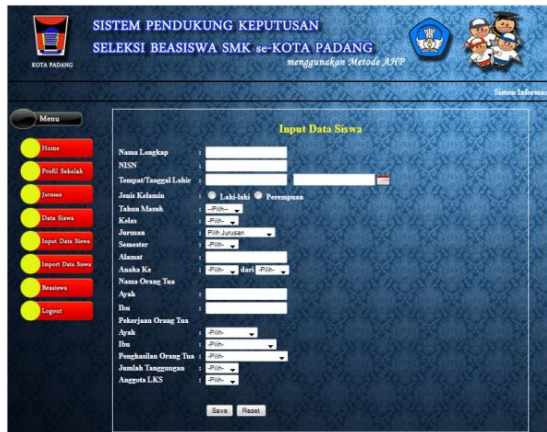 SISTEM PENDUKUNG KEPUTUSAN
SELEKSI BEASISWA SMK se-KOTA PADANG
menggunakan Metode AHP
KOTA PADANG
Sistem Informas
Menu
Home
Profil Sekolah
Jurusan
Data Siswa
Input Data Siswa
Import Data Siswa
Beasiswa
Logout
Input Data Siswa
Nama Lengkap :
NISN :
Tempat/Tanggal Lahir :
Jenis Kelamin : Laki-laki Perempuan
Tahun Masuk : --Pilih--
Kelas : -Pilih-
Jurusan : Pilih Jurusan
Semester : -Pilih-
Alamat :
Anaka Ke : -Pilih- dari -Pilih-
Nama Orang Tua
Ayah :
Ibu :
Pekerjaan Orang Tua
Ayah : -Pilih-
Ibu : -Pilih-
Penghasilan Orang Tua : -Pilih-
Jumlah Tanggungan : -Pilih-
Anggota LKS : -Pilih-
Save Reset